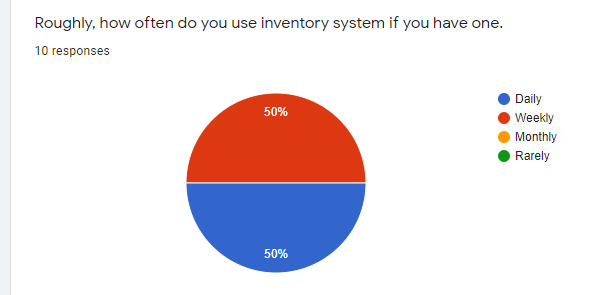 Roughly, how often do you use inventory system if you have one.
10 responses
50%
50%
Daily
Weekly
Monthly
Rarely